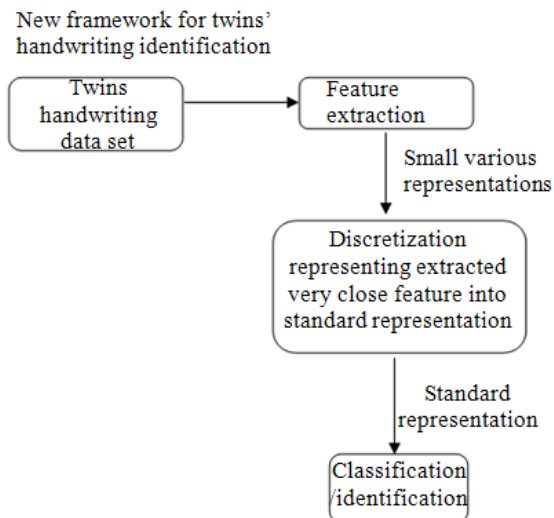 New framework for twins’
handwriting identification
Twins
handwriting
data set
Feature
extraction
Small various
representations
Discretization
representing extracted
very close feature into
standard representation
Standard
representation
Classification
/identification